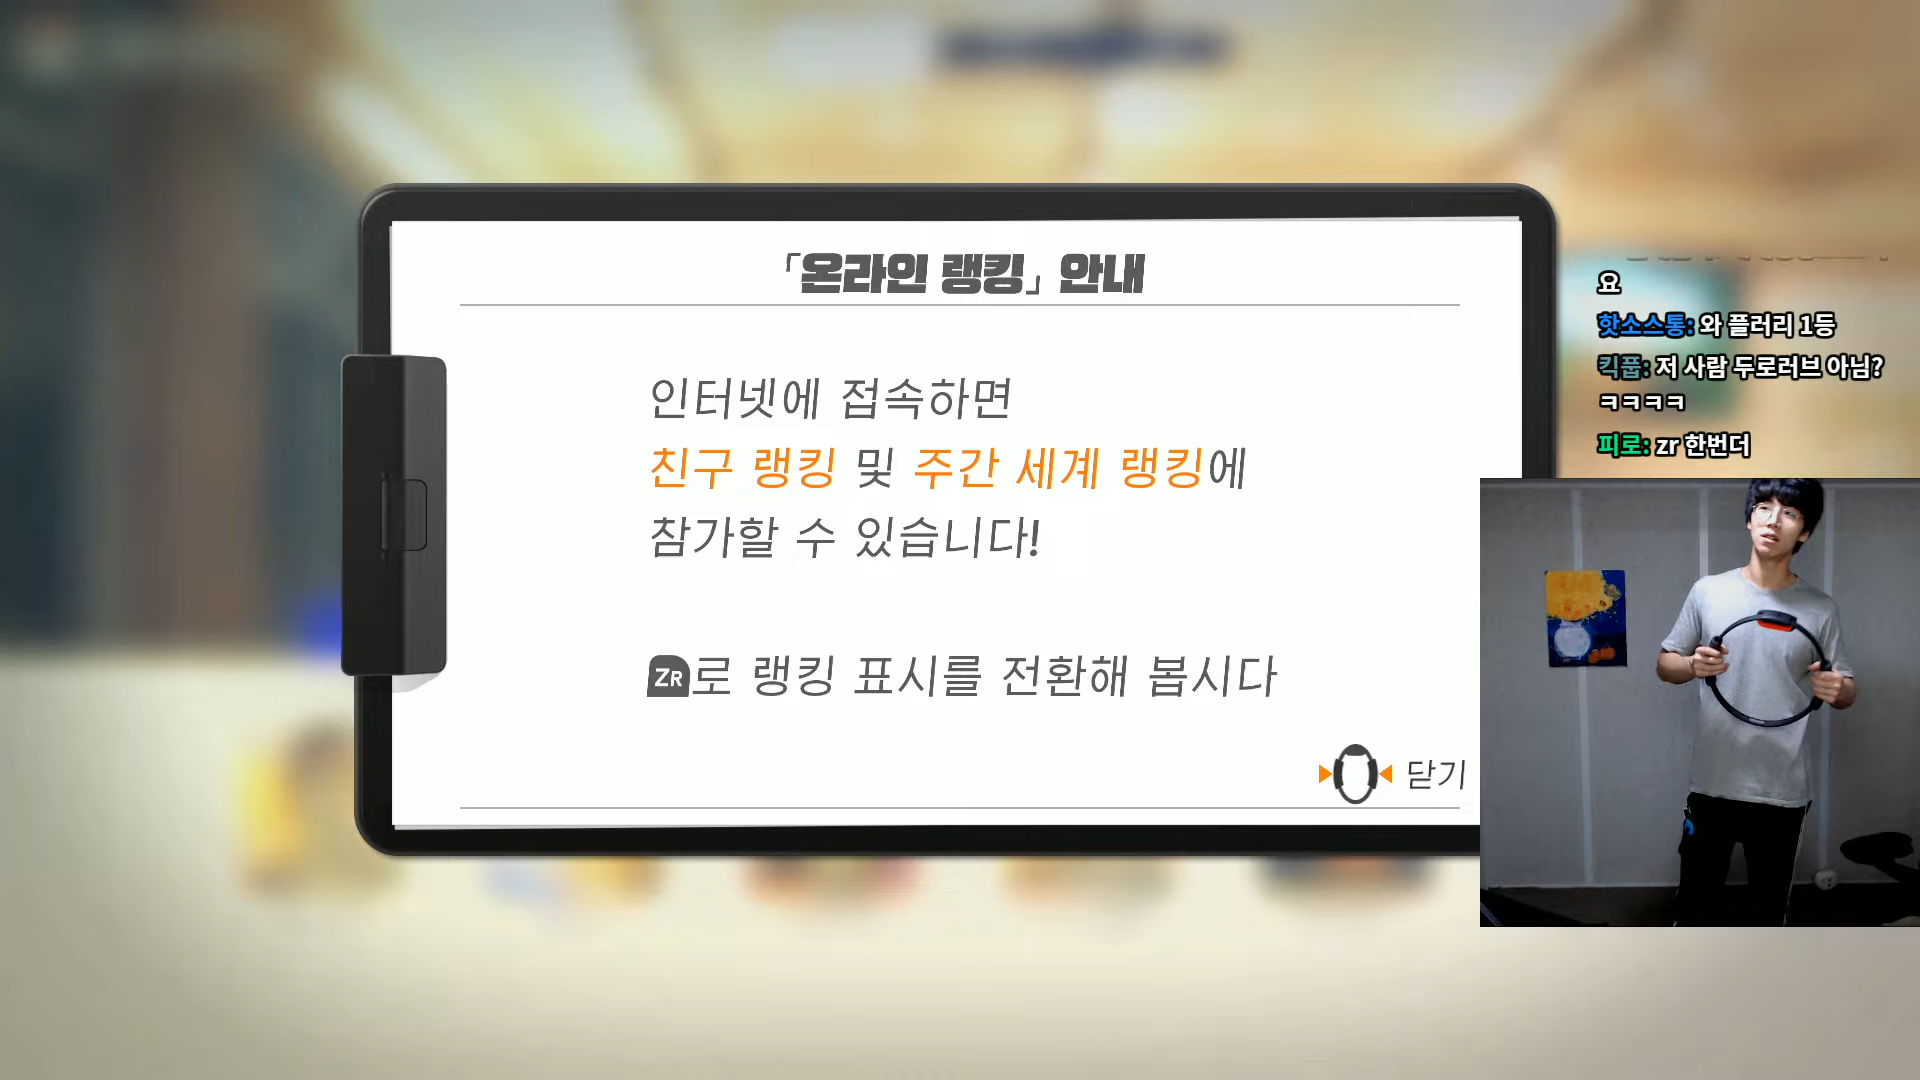 「온라인 랭킹」 안내
인터넷에 접속하면
친구 랭킹 및 주간 세계 랭킹에
참가할 수 있습니다!
ZR로 랭킹 표시를 전환해 봅시다
닫기
요
핫소스통: 와 플러리 1등
킥풉: 저 사람 두로러브 아님?
ㅋㅋㅋㅋ
피로: zr 한번더